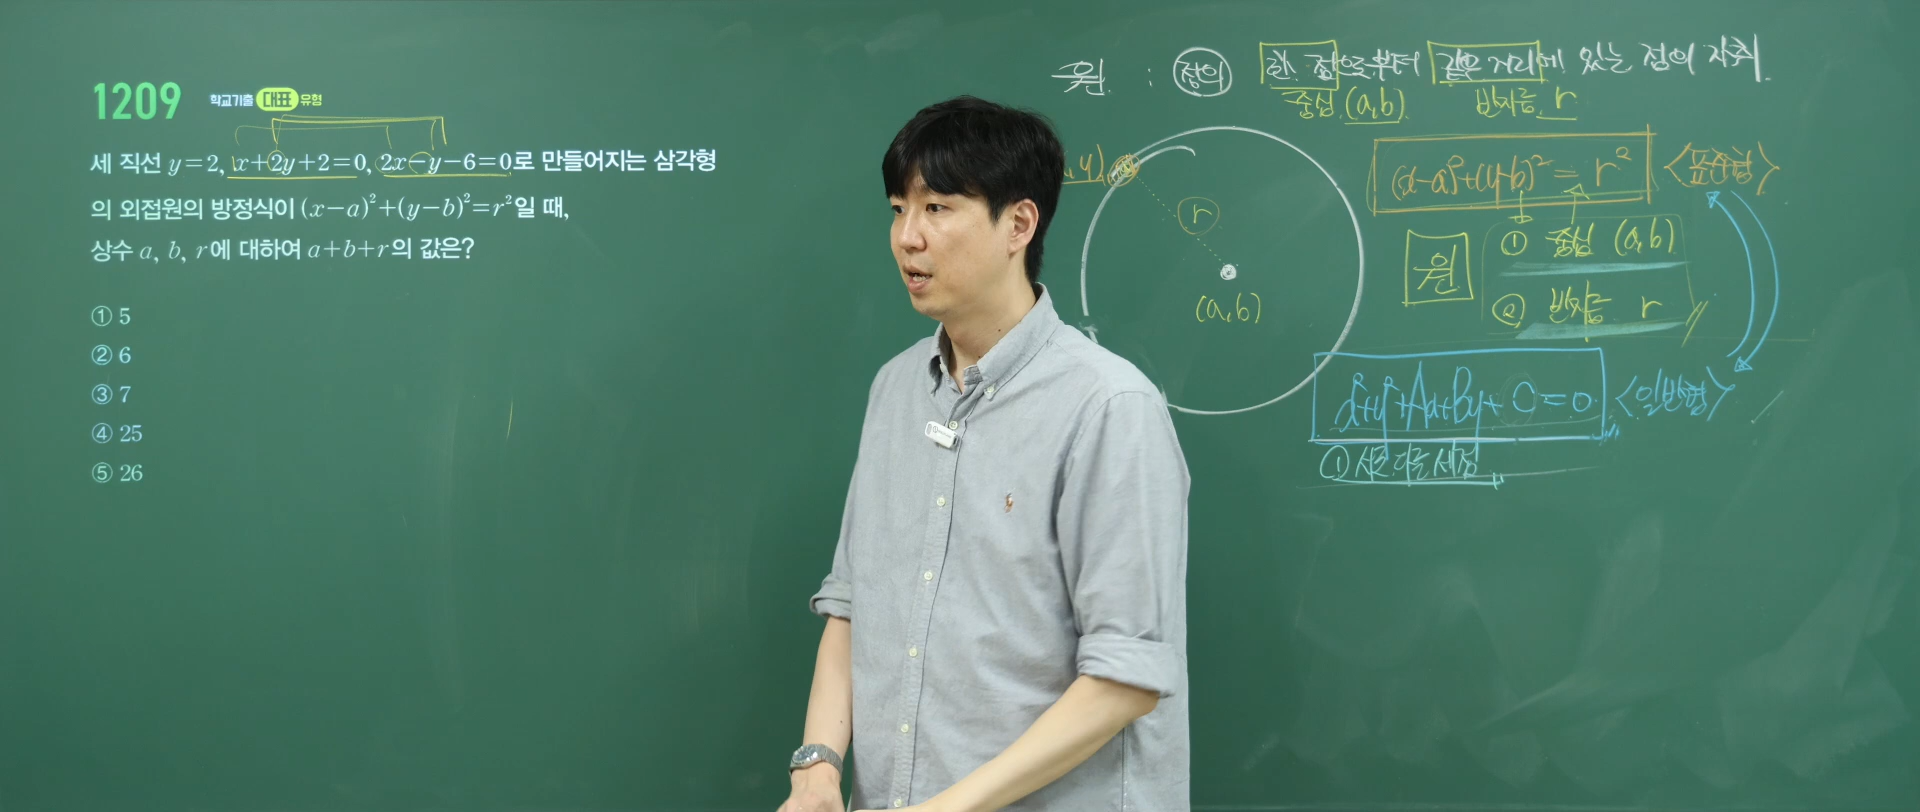 1209 학교기출 대표 유형
세 직선 y=2, x+2y+2=0, 2x-y-6=0로 만들어지는 삼각형
의 외접원의 방정식이 (x-a)²+(y-b)²=r²일 때,
상수 a, b, r에 대하여 a+b+r의 값은?
① 5
② 6
③ 7
④ 25
⑤ 26
원 : 정의 한 점으로부터 같은 거리에 있는 점의 자취.
중심 (a,b) 반지름 r
(x-a)²+(y-b)²=r² <표준형>
y)
r
(a,b)
원
① 중심 (a,b)
② 반지름 r
x²+y²+Ax+By+C=0 <일반형>
① 서로 다른 세 점